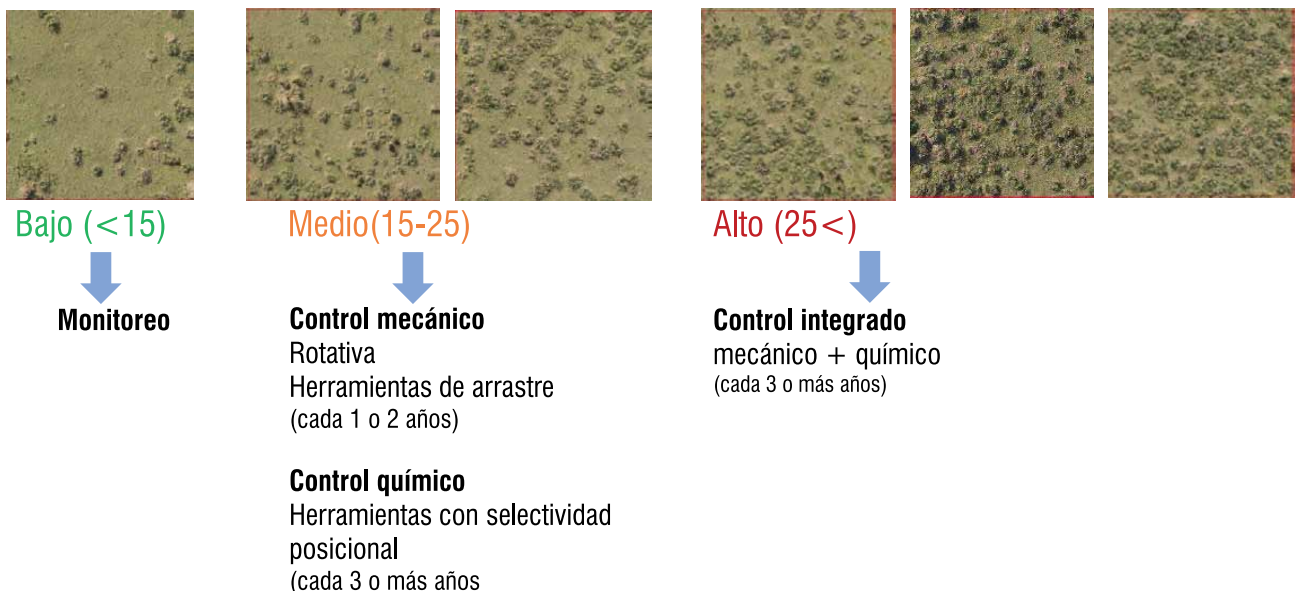 Bajo (<15)
Monitoreo
Medio(15-25)
Control mecánico
Rotativa
Herramientas de arrastre
(cada 1 o 2 años)
Control químico
Herramientas con selectividad
posicional
(cada 3 o más años
Alto (25<)
Control integrado
mecánico + químico
(cada 3 o más años)